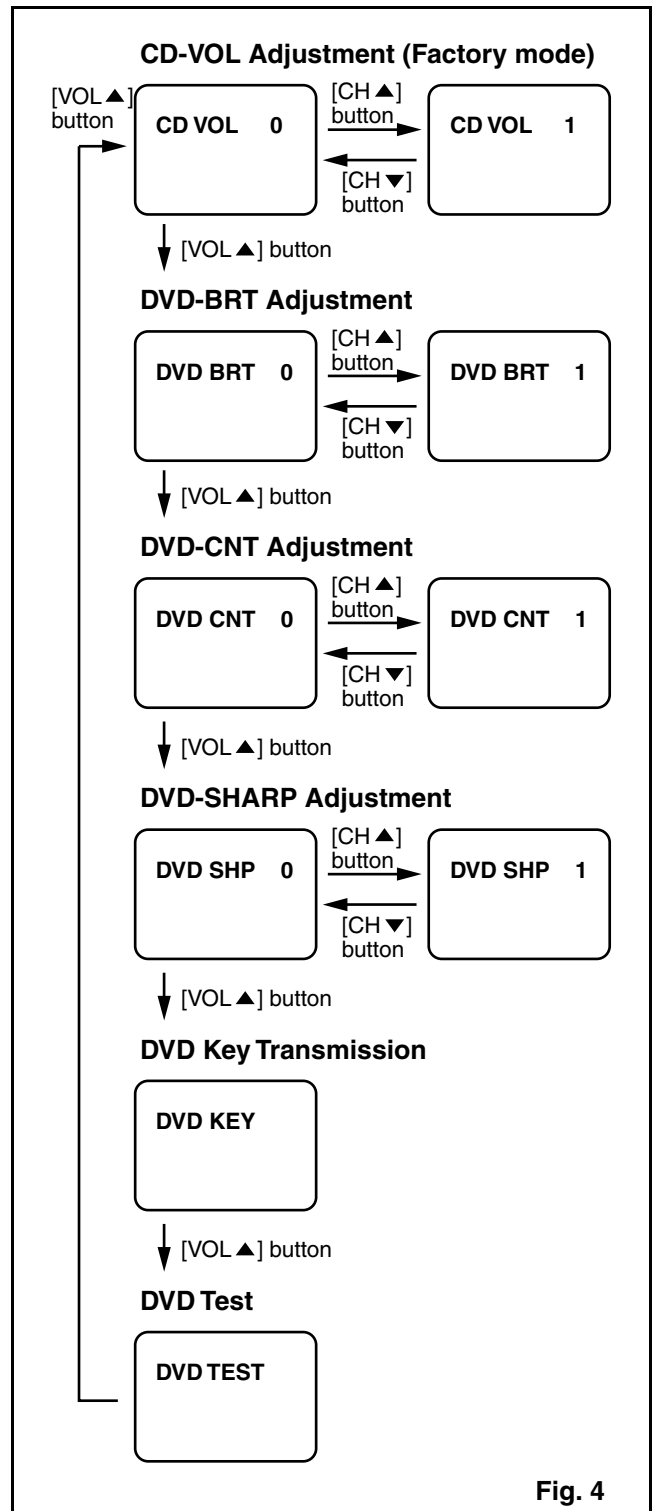 CD-VOL Adjustment (Factory mode)
[VOL ▲]
button
CD VOL 0
[CH ▲]
button
[CH ▼]
button
CD VOL 1
[VOL ▲] button
DVD-BRT Adjustment
DVD BRT 0
[CH ▲]
button
[CH ▼]
button
DVD BRT 1
[VOL ▲] button
DVD-CNT Adjustment
DVD CNT 0
[CH ▲]
button
[CH ▼]
button
DVD CNT 1
[VOL ▲] button
DVD-SHARP Adjustment
DVD SHP 0
[CH ▲]
button
[CH ▼]
button
DVD SHP 1
[VOL ▲] button
DVD Key Transmission
DVD KEY
[VOL ▲] button
DVD Test
DVD TEST
Fig. 4